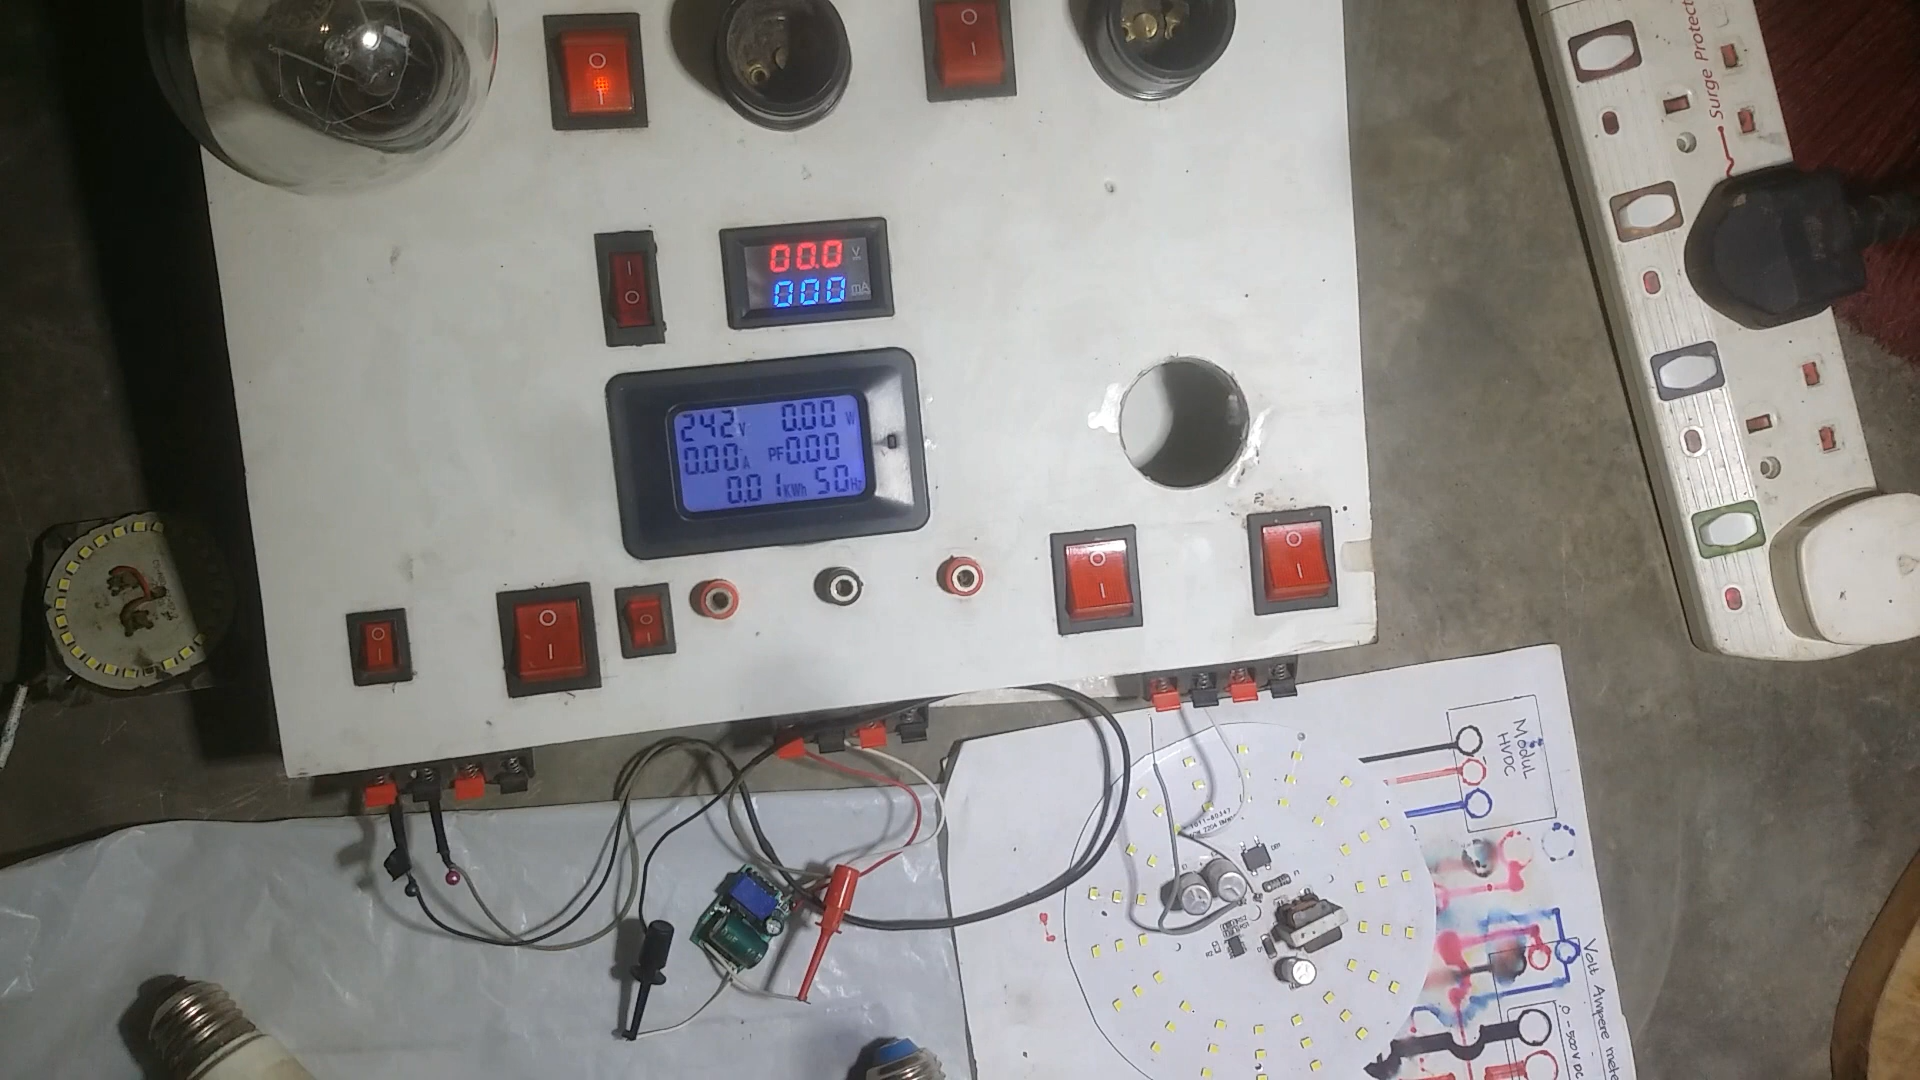 Surge Protect
00.0 V
000 mA
242 V 0.00 W
0.00 A PF 0.00
0.01 KWh 50 Hz
Modul
HVDC
Volt Ampere mete
0 - 500 V DC